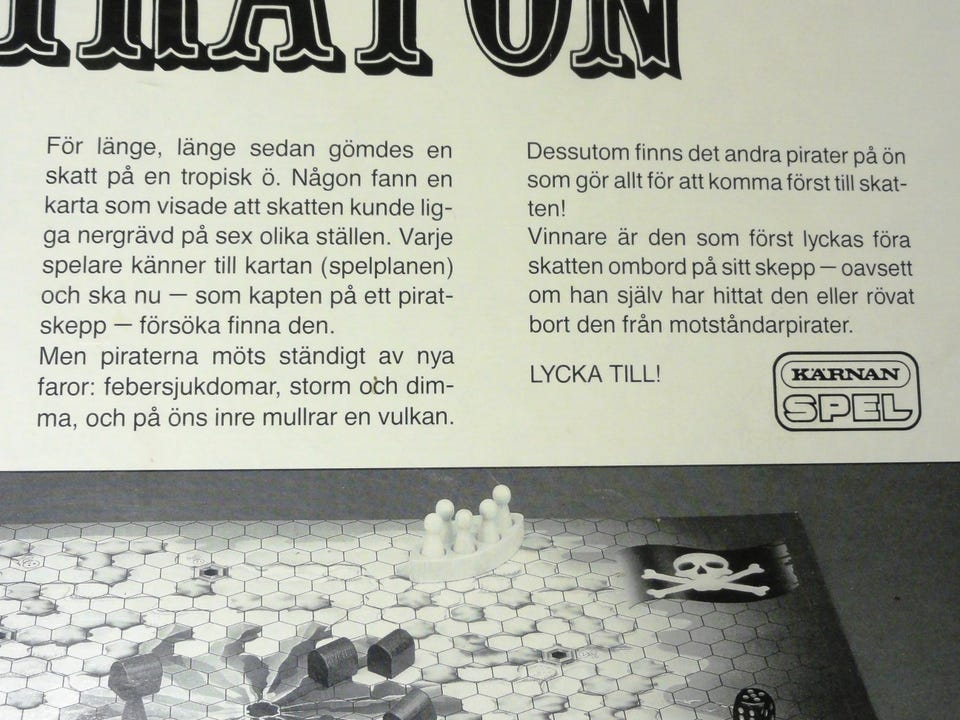 PIRATÖN
För länge, länge sedan gömdes en
skatt på en tropisk ö. Någon fann en
karta som visade att skatten kunde lig-
ga nergrävd på sex olika ställen. Varje
spelare känner till kartan (spelplanen)
och ska nu — som kapten på ett pirat-
skepp — försöka finna den.
Men piraterna möts ständigt av nya
faror: febersjukdomar, storm och dim-
ma, och på öns inre mullrar en vulkan.
Dessutom finns det andra pirater på ön
som gör allt för att komma först till skat-
ten!
Vinnare är den som först lyckas föra
skatten ombord på sitt skepp — oavsett
om han själv har hittat den eller rövat
bort den från motståndarpirater.
LYCKA TILL!
KÄRNAN
SPEL